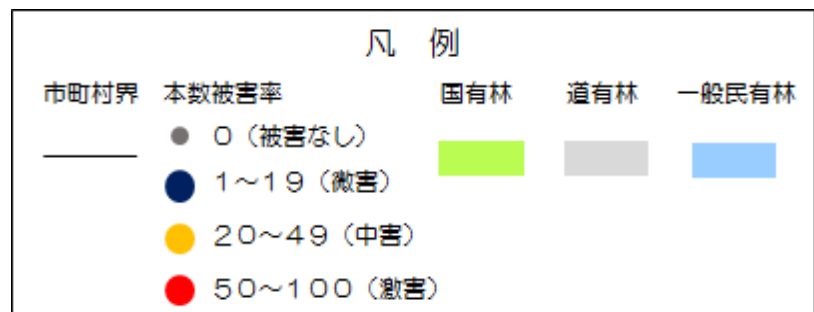 凡 例
市町村界 本数被害率 国有林 道有林 一般民有林
０（被害なし）
１～１９（微害）
２０～４９（中害）
５０～１００（激害）